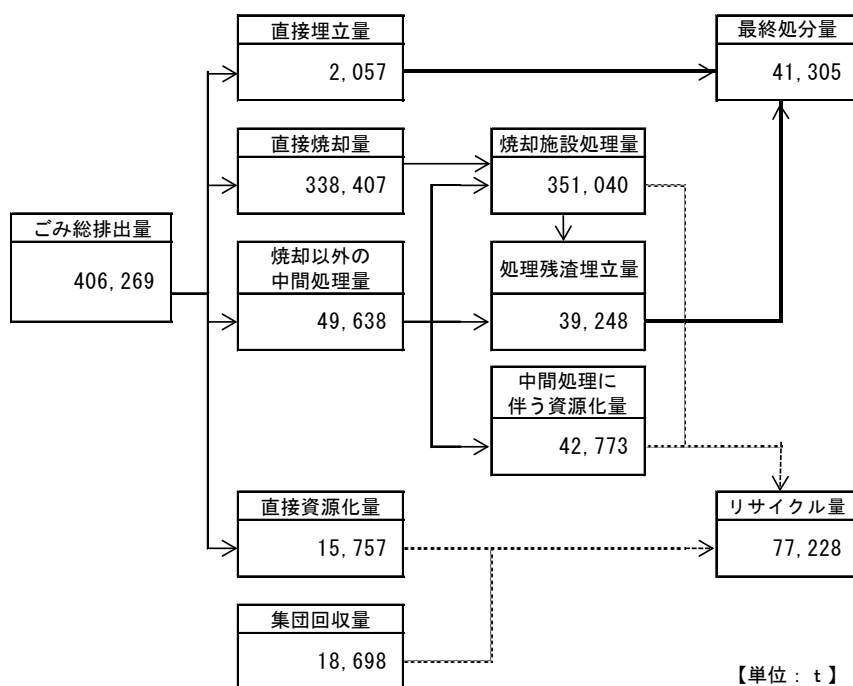 直接埋立量
2,057
最終処分量
41,305
直接焼却量
338,407
焼却施設処理量
351,040
ごみ総排出量
406,269
焼却以外の
中間処理量
49,638
処理残渣埋立量
39,248
中間処理に
伴う資源化量
42,773
直接資源化量
15,757
リサイクル量
77,228
集団回収量
18,698
【単位：ｔ】